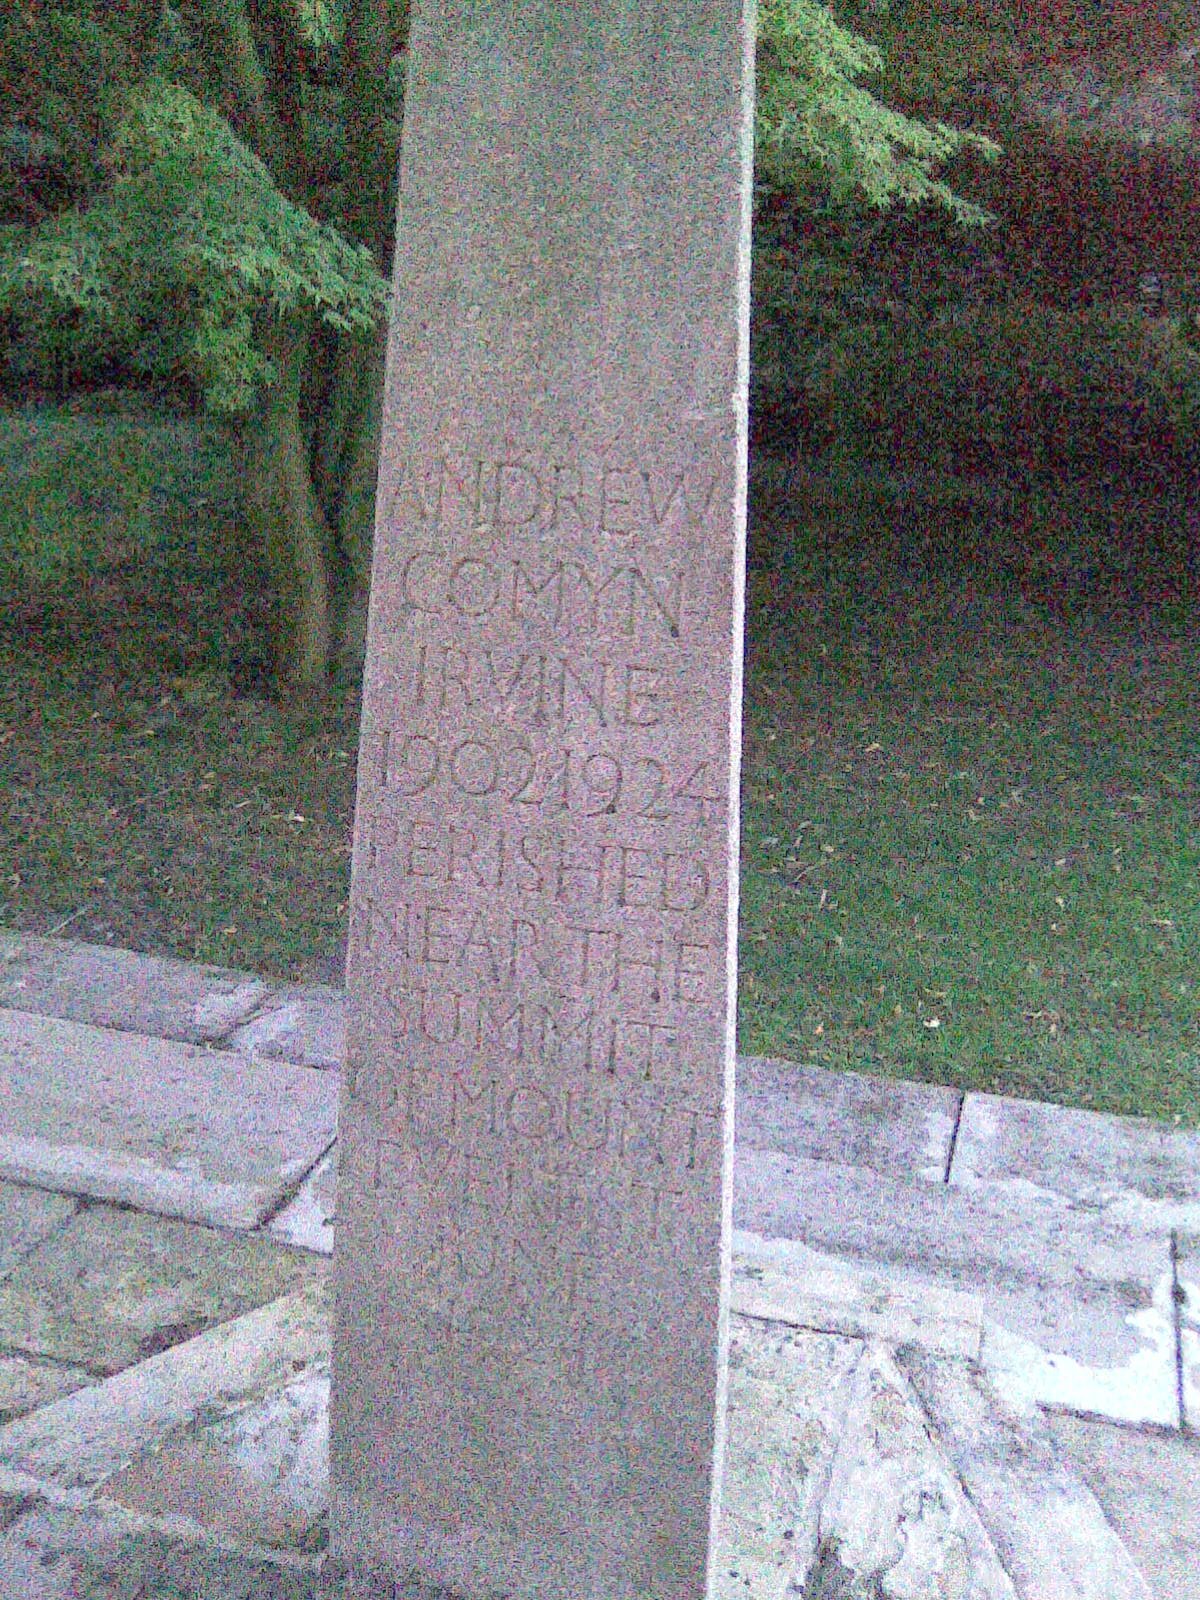 ANDREW
COMYN
IRVINE
1902-1924
PERISHED
NEAR THE
SUMMIT
OF MOUNT
EVEREST
JUNE